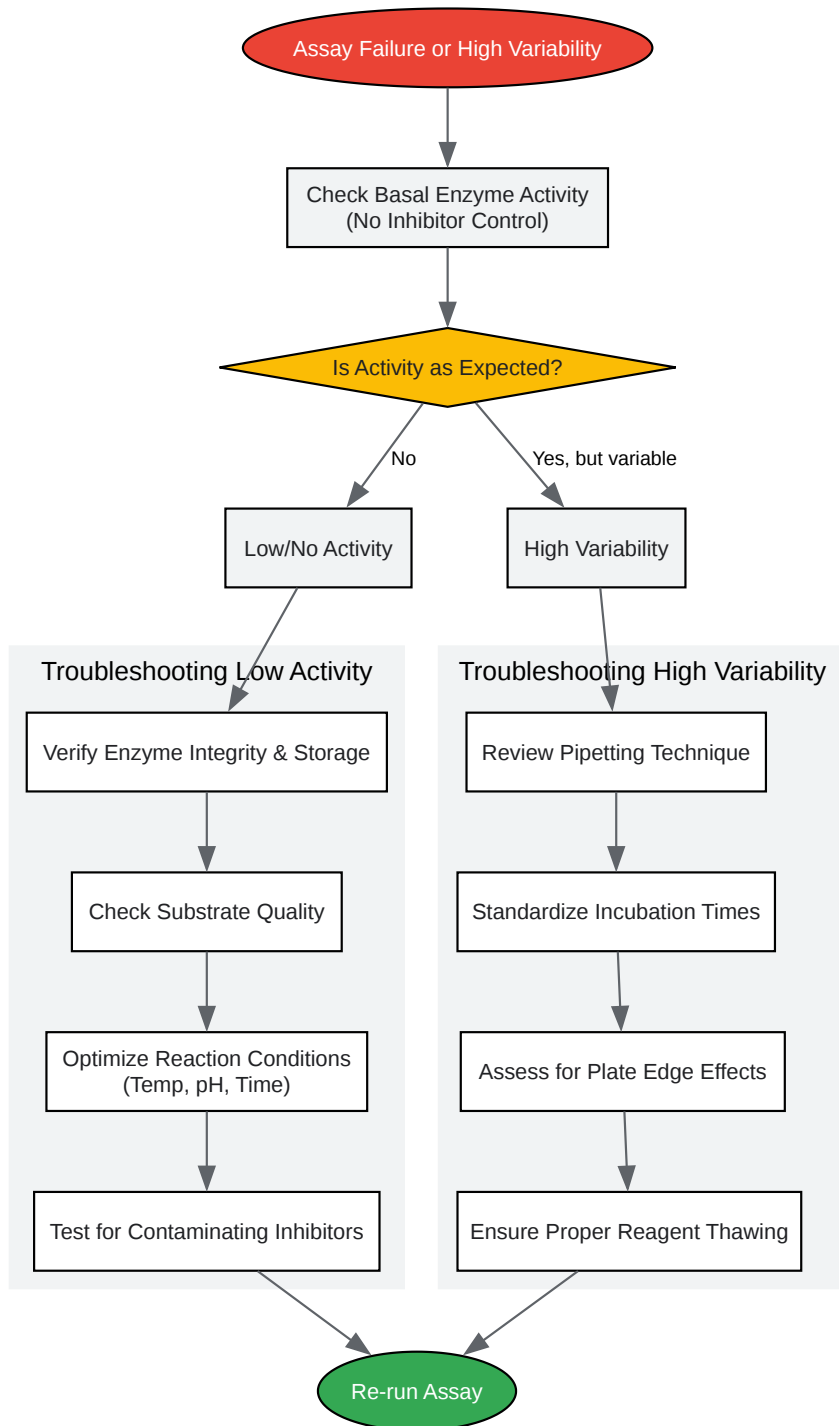 Assay Failure or High Variability
Check Basal Enzyme Activity
(No Inhibitor Control)
Is Activity as Expected?
No
Yes, but variable
Low/No Activity
High Variability
Troubleshooting Low Activity
Troubleshooting High Variability
Verify Enzyme Integrity & Storage
Review Pipetting Technique
Check Substrate Quality
Standardize Incubation Times
Optimize Reaction Conditions
(Temp, pH, Time)
Assess for Plate Edge Effects
Test for Contaminating Inhibitors
Ensure Proper Reagent Thawing
Re-run Assay